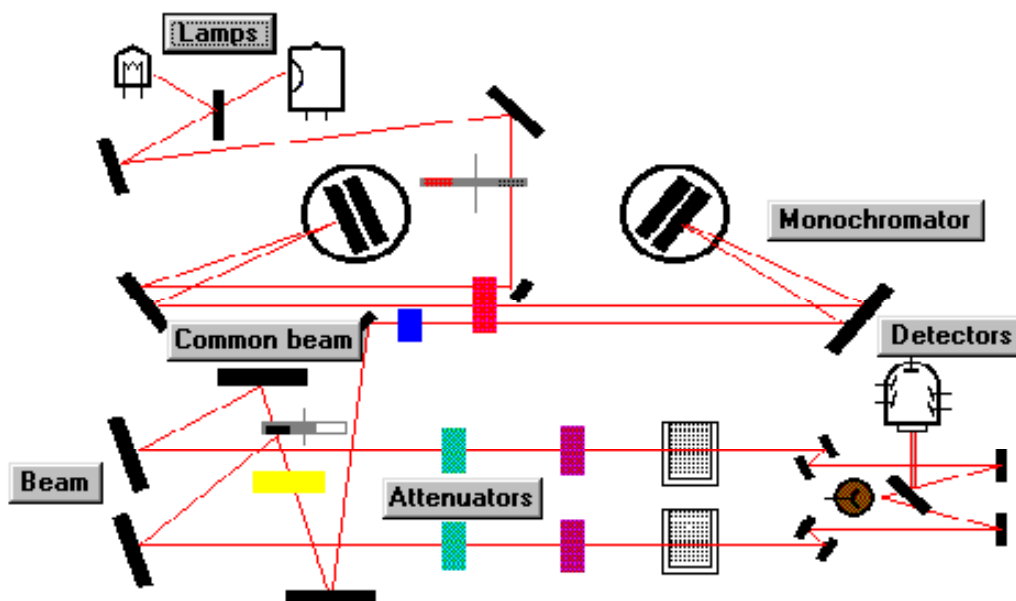 Lamps
Monochromator
Common beam
Detectors
Beam
Attenuators